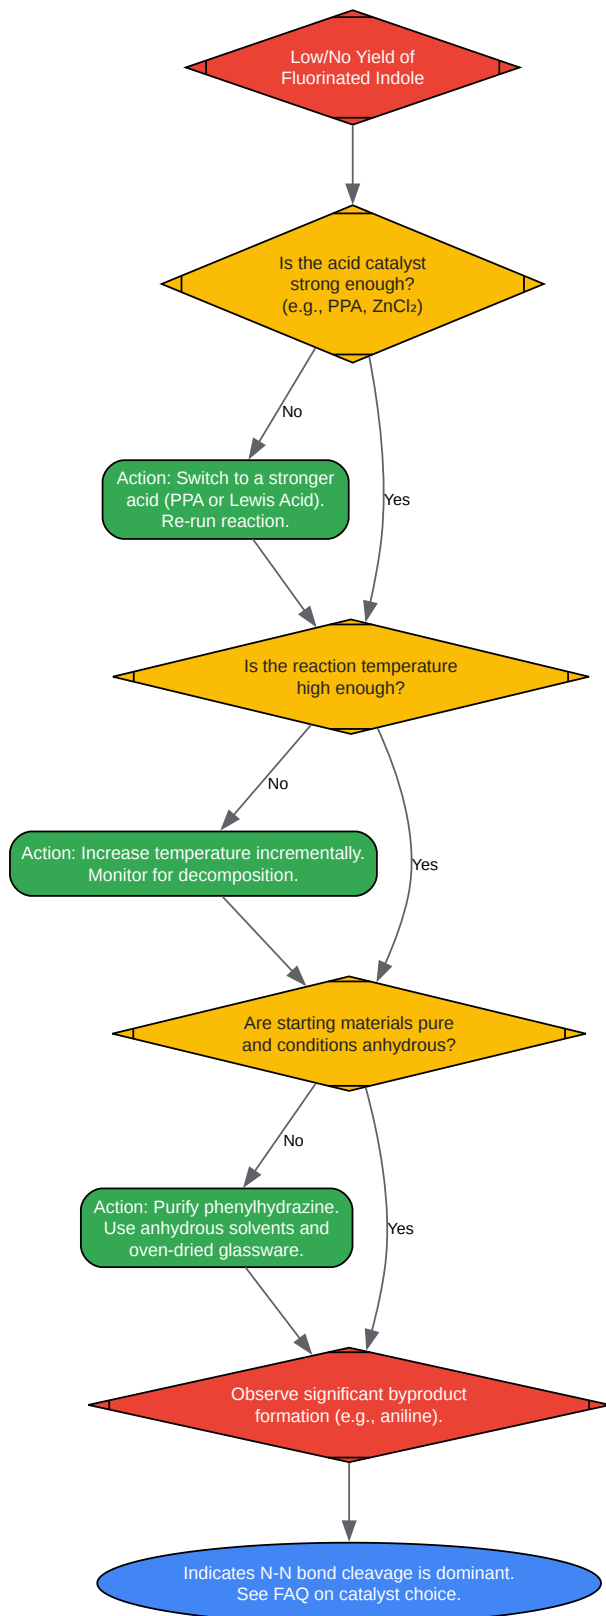 Low/No Yield of
Fluorinated Indole
Is the acid catalyst
strong enough?
(e.g., PPA, ZnCl₂)
No
Action: Switch to a stronger
acid (PPA or Lewis Acid).
Re-run reaction.
Yes
Is the reaction temperature
high enough?
No
Action: Increase temperature incrementally.
Monitor for decomposition.
Yes
Are starting materials pure
and conditions anhydrous?
No
Action: Purify phenylhydrazine.
Use anhydrous solvents and
oven-dried glassware.
Yes
Observe significant byproduct
formation (e.g., aniline).
Indicates N-N bond cleavage is dominant.
See FAQ on catalyst choice.